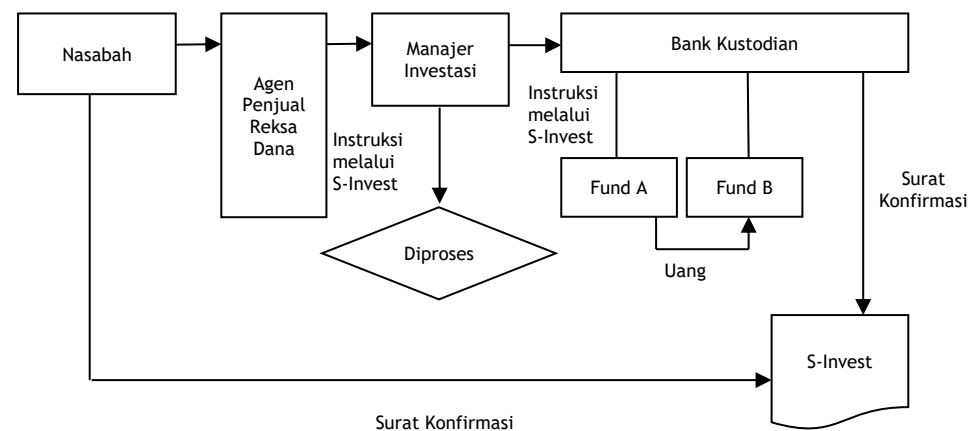 Nasabah
Agen
Penjual
Reksa
Dana
Instruksi
melalui
S-Invest
Manajer
Investasi
Diproses
Instruksi
melalui
S-Invest
Bank Kustodian
Fund A
Fund B
Uang
Surat
Konfirmasi
S-Invest
Surat Konfirmasi